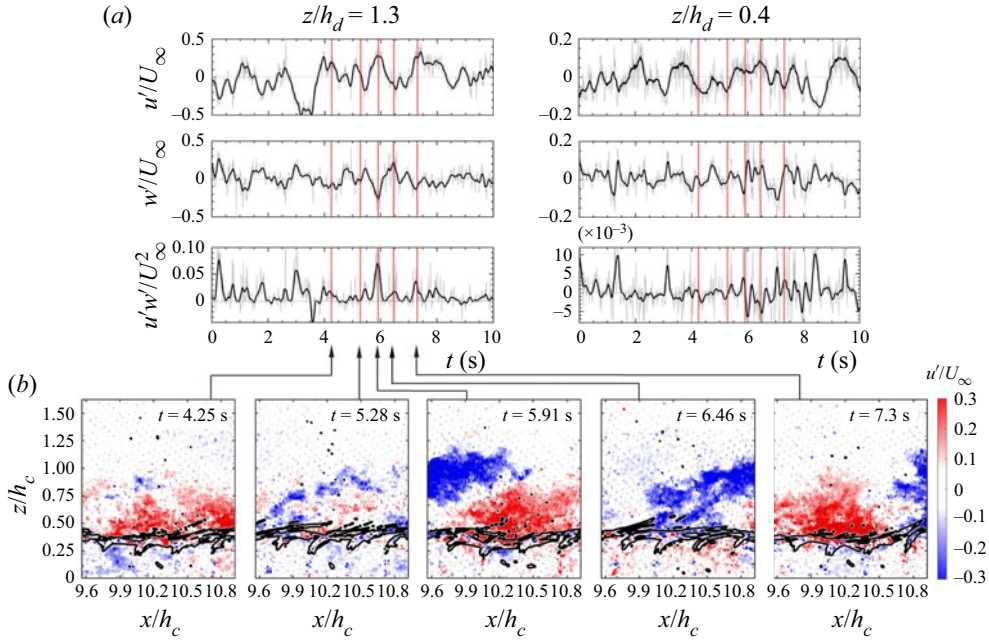 (a)
z/h_d = 1.3
z/h_d = 0.4
u′/U_∞
0.5
0
–0.5
0.2
0
–0.2
w′/U_∞
0.5
0
–0.5
0.2
0
–0.2
(×10⁻³)
u′w′/U²_∞
0.10
0.05
0
10
5
0
–5
0 2 4 6 8 10
t (s)
0 2 4 6 8 10
t (s)
(b)
u′/U_∞
z/h_c
1.50
1.25
1.00
0.75
0.50
0.25
0
t = 4.25 s
t = 5.28 s
t = 5.91 s
t = 6.46 s
t = 7.3 s
0.3
0.2
0.1
0
–0.1
–0.2
–0.3
9.6 9.9 10.2 10.5 10.8
9.6 9.9 10.2 10.5 10.8
9.6 9.9 10.2 10.5 10.8
9.6 9.9 10.2 10.5 10.8
9.6 9.9 10.2 10.5 10.8
x/h_c
x/h_c
x/h_c
x/h_c
x/h_c